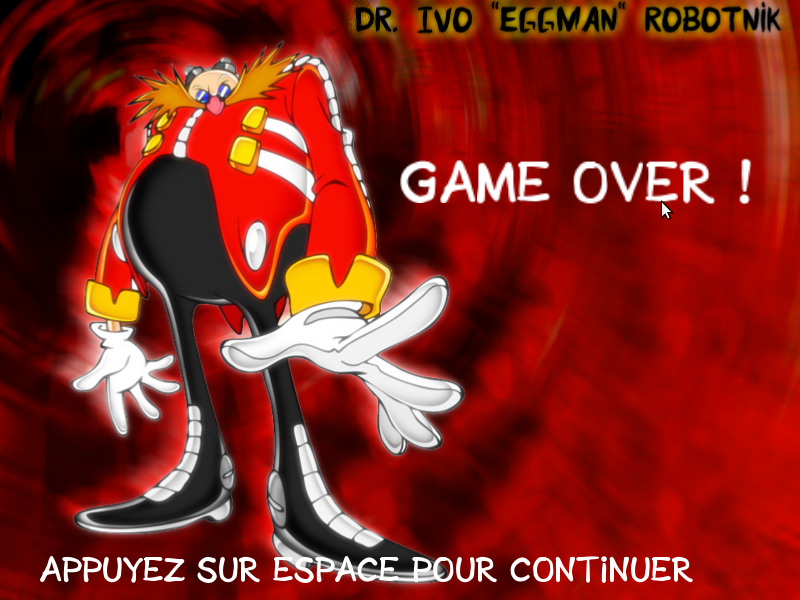 DR. IVO "EGGMAN" ROBOTNIK
GAME OVER !
APPUYEZ SUR ESPACE POUR CONTINUER